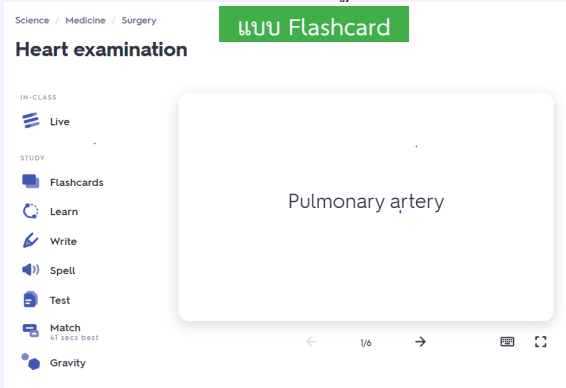 Science / Medicine / Surgery
แบบ Flashcard
Heart examination
IN-CLASS
Live
STUDY
Flashcards
Learn
Write
Spell
Test
Match
41 secs best
Gravity
Pulmonary artery
1/6